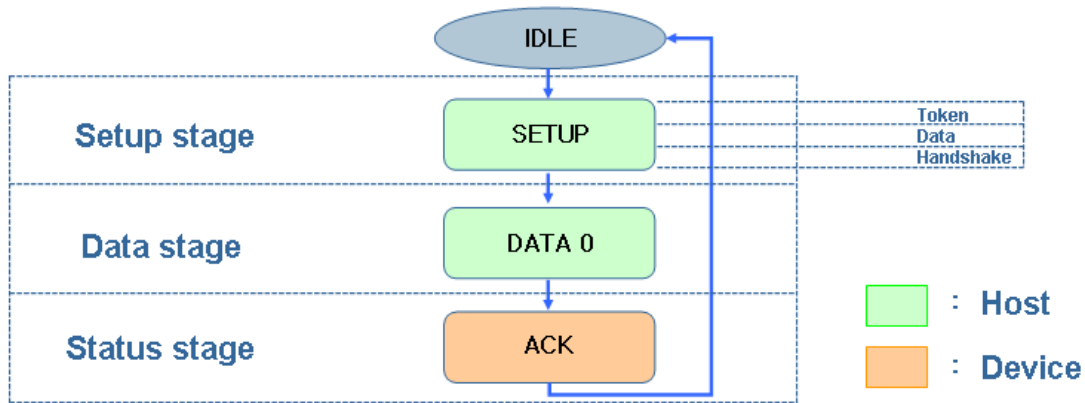 IDLE
Setup stage
SETUP
Token
Data
Handshake
Data stage
DATA 0
Status stage
ACK
: Host
: Device